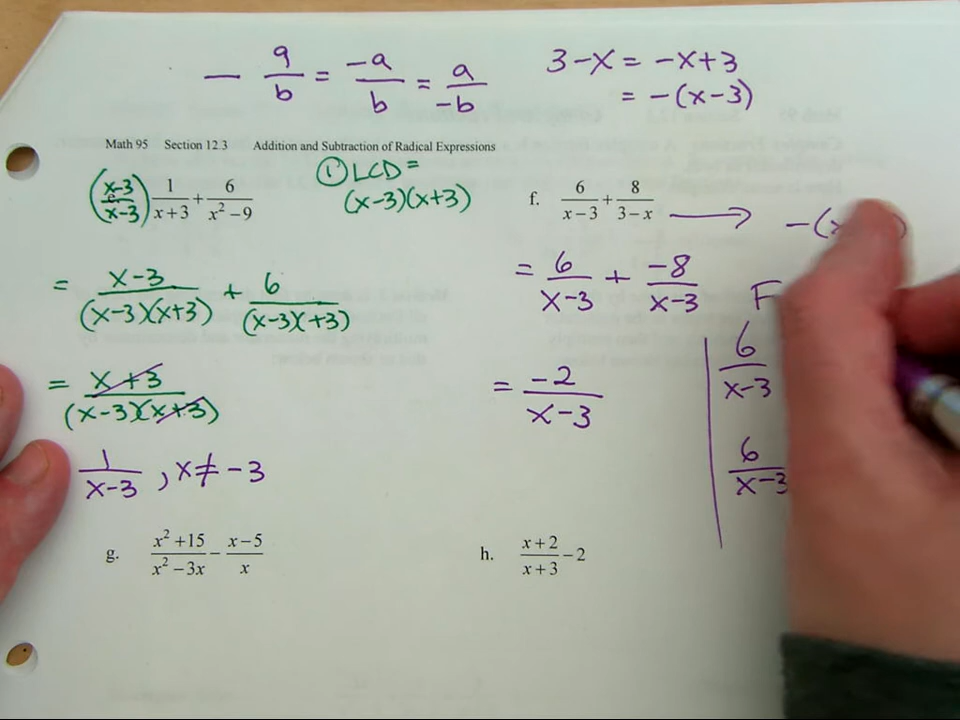 - a/b = -a/b = a/-b
3-x = -x+3
= -(x-3)
Math 95 Section 12.3 Addition and Subtraction of Radical Expressions
① LCD =
(x-3)(x+3)
(x-3/x-3) 1/x+3 + 6/x²-9
= x-3/(x-3)(x+3) + 6/(x-3)(+3)
= x+3/(x-3)(x+3)
1/x-3 , x≠-3
f. 6/x-3 + 8/3-x → -(
= 6/x-3 + -8/x-3
= -2/x-3
F
6/x-3
6/x-3
g. x²+15/x²-3x - x-5/x
h. x+2/x+3 - 2